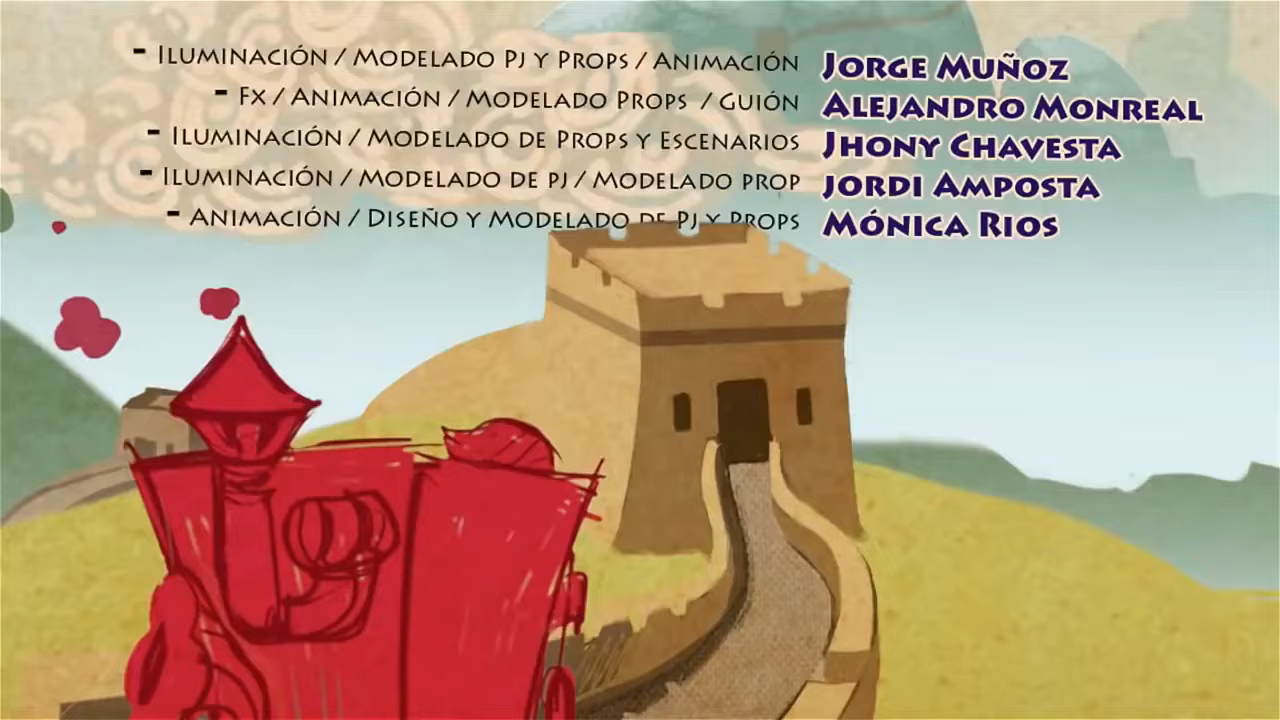 - Iluminación / Modelado Pj y Props / Animación Jorge Muñoz
- Fx / Animación / Modelado Props / Guión Alejandro Monreal
- Iluminación / Modelado de Props y Escenarios Jhony Chavesta
- Iluminación / Modelado de pj / Modelado prop jordi Amposta
- Animación / Diseño y Modelado de Pj y Props Mónica Rios